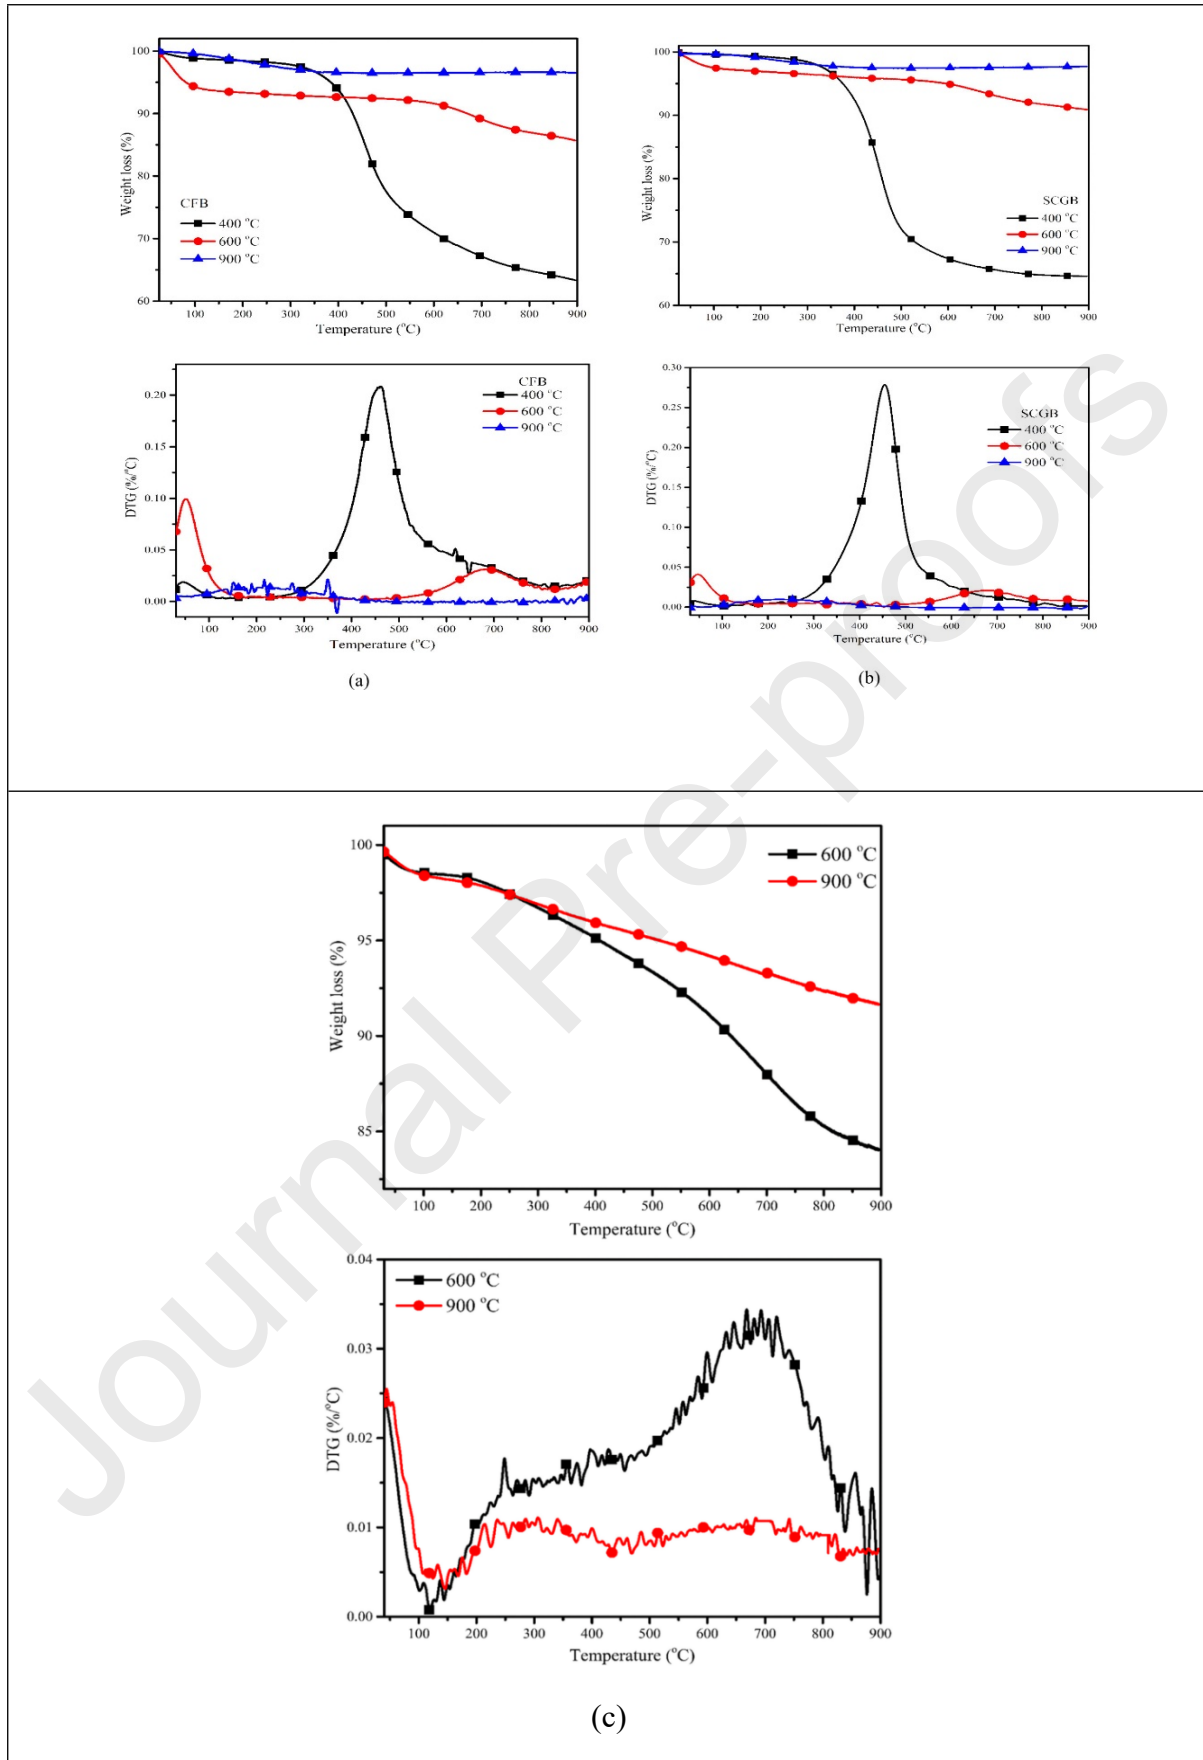 100
90
80
70
60
Weight loss (%)
CFB
400 °C
600 °C
900 °C
100 200 300 400 500 600 700 800 900
Temperature (°C)
100
90
80
70
60
Weight loss (%)
SCGB
400 °C
600 °C
900 °C
100 200 300 400 500 600 700 800 900
Temperature (°C)
0.20
0.15
0.10
0.05
0.00
DTG (%/°C)
CFB
400 °C
600 °C
900 °C
100 200 300 400 500 600 700 800 900
Temperature (°C)
(a)
0.30
0.25
0.20
0.15
0.10
0.05
0.00
DTG (%/°C)
SCGB
400 °C
600 °C
900 °C
100 200 300 400 500 600 700 800 900
Temperature (°C)
(b)
100
95
90
85
Weight loss (%)
600 °C
900 °C
100 200 300 400 500 600 700 800 900
Temperature (°C)
0.04
0.03
0.02
0.01
0.00
DTG (%/°C)
600 °C
900 °C
100 200 300 400 500 600 700 800 900
Temperature (°C)
(c)
Journal Pre-proofs